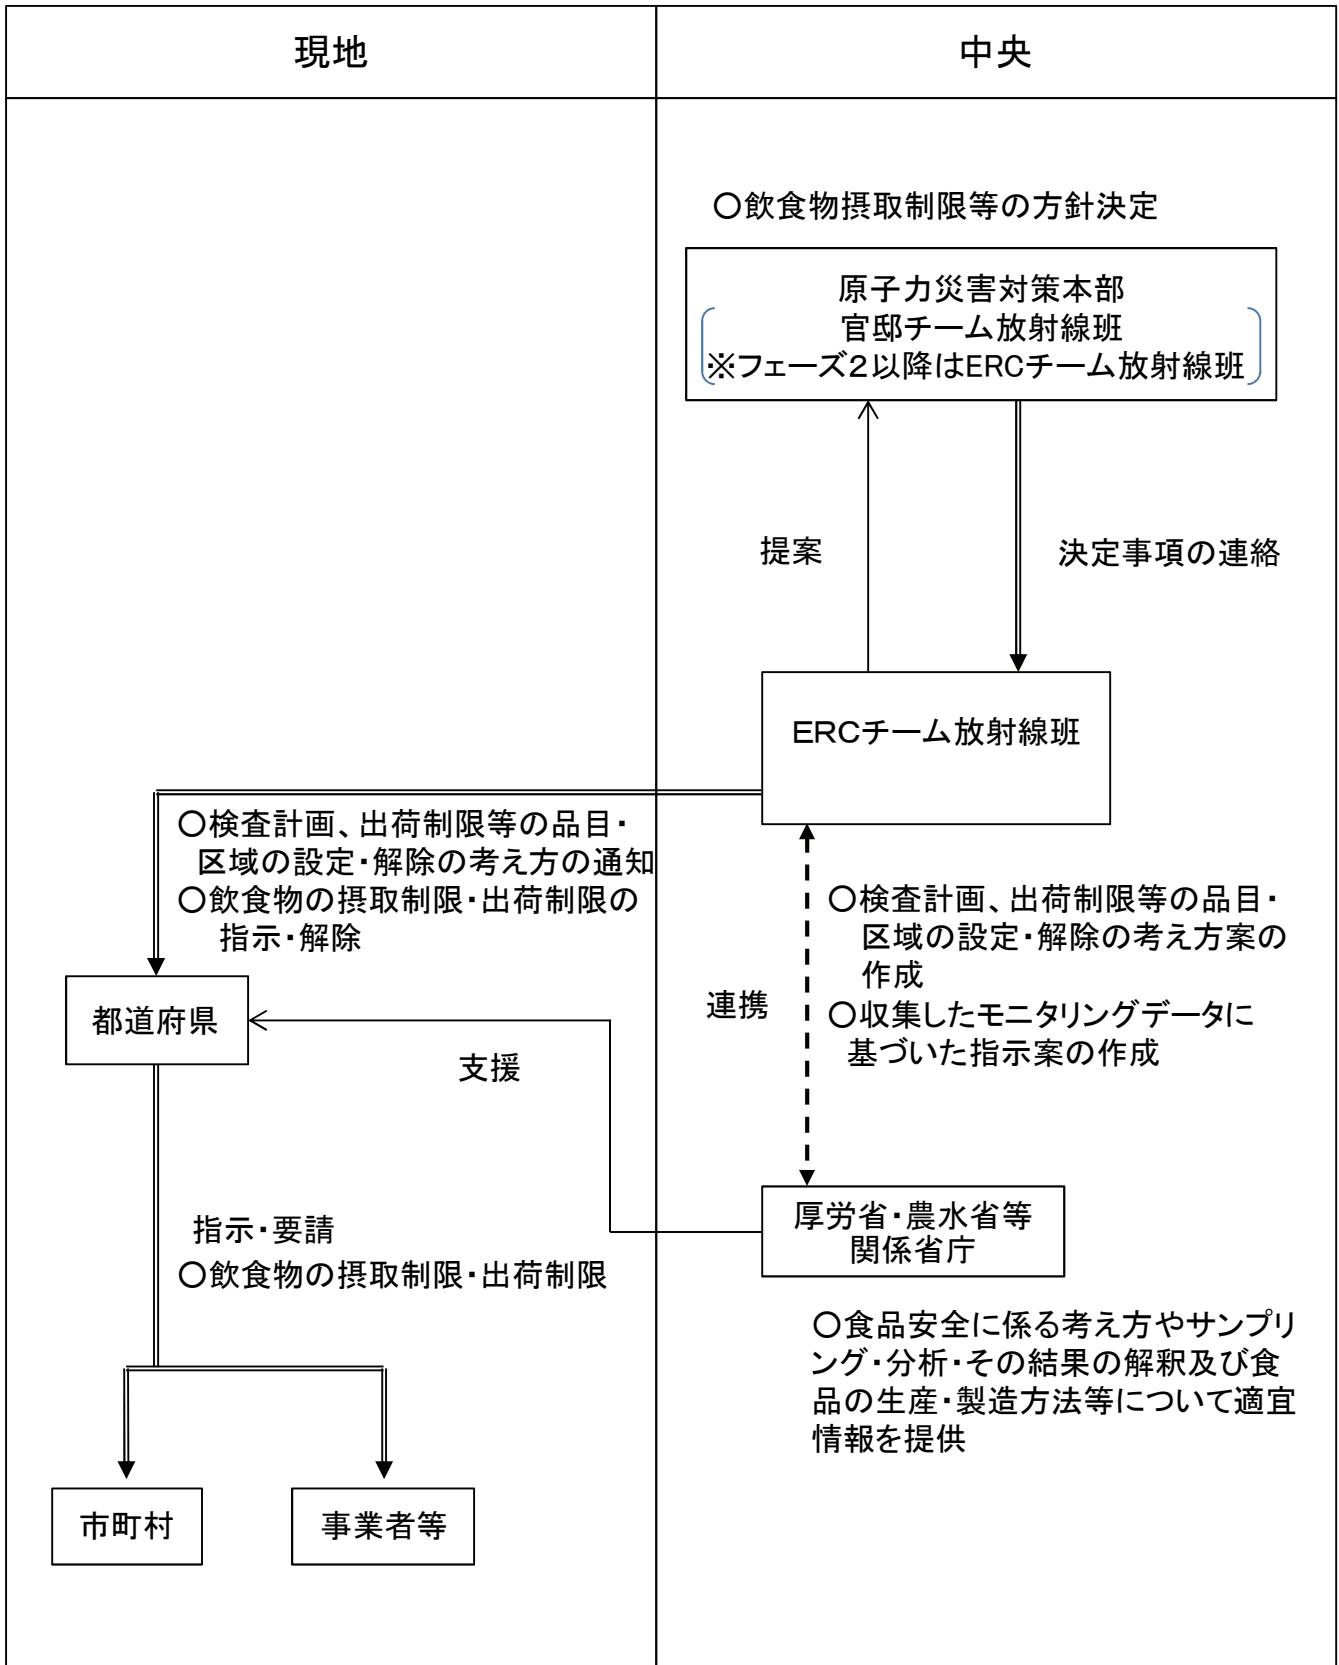 現地
中央
〇飲食物摂取制限等の方針決定
原子力災害対策本部
官邸チーム放射線班
※フェーズ2以降はERCチーム放射線班
提案
決定事項の連絡
ERCチーム放射線班
〇検査計画、出荷制限等の品目・
区域の設定・解除の考え方の通知
〇飲食物の摂取制限・出荷制限の
指示・解除
〇検査計画、出荷制限等の品目・
区域の設定・解除の考え方案の
作成
〇収集したモニタリングデータに
基づいた指示案の作成
連携
都道府県
支援
指示・要請
〇飲食物の摂取制限・出荷制限
厚労省・農水省等
関係省庁
〇食品安全に係る考え方やサンプリ
ング・分析・その結果の解釈及び食
品の生産・製造方法等について適宜
情報を提供
市町村
事業者等